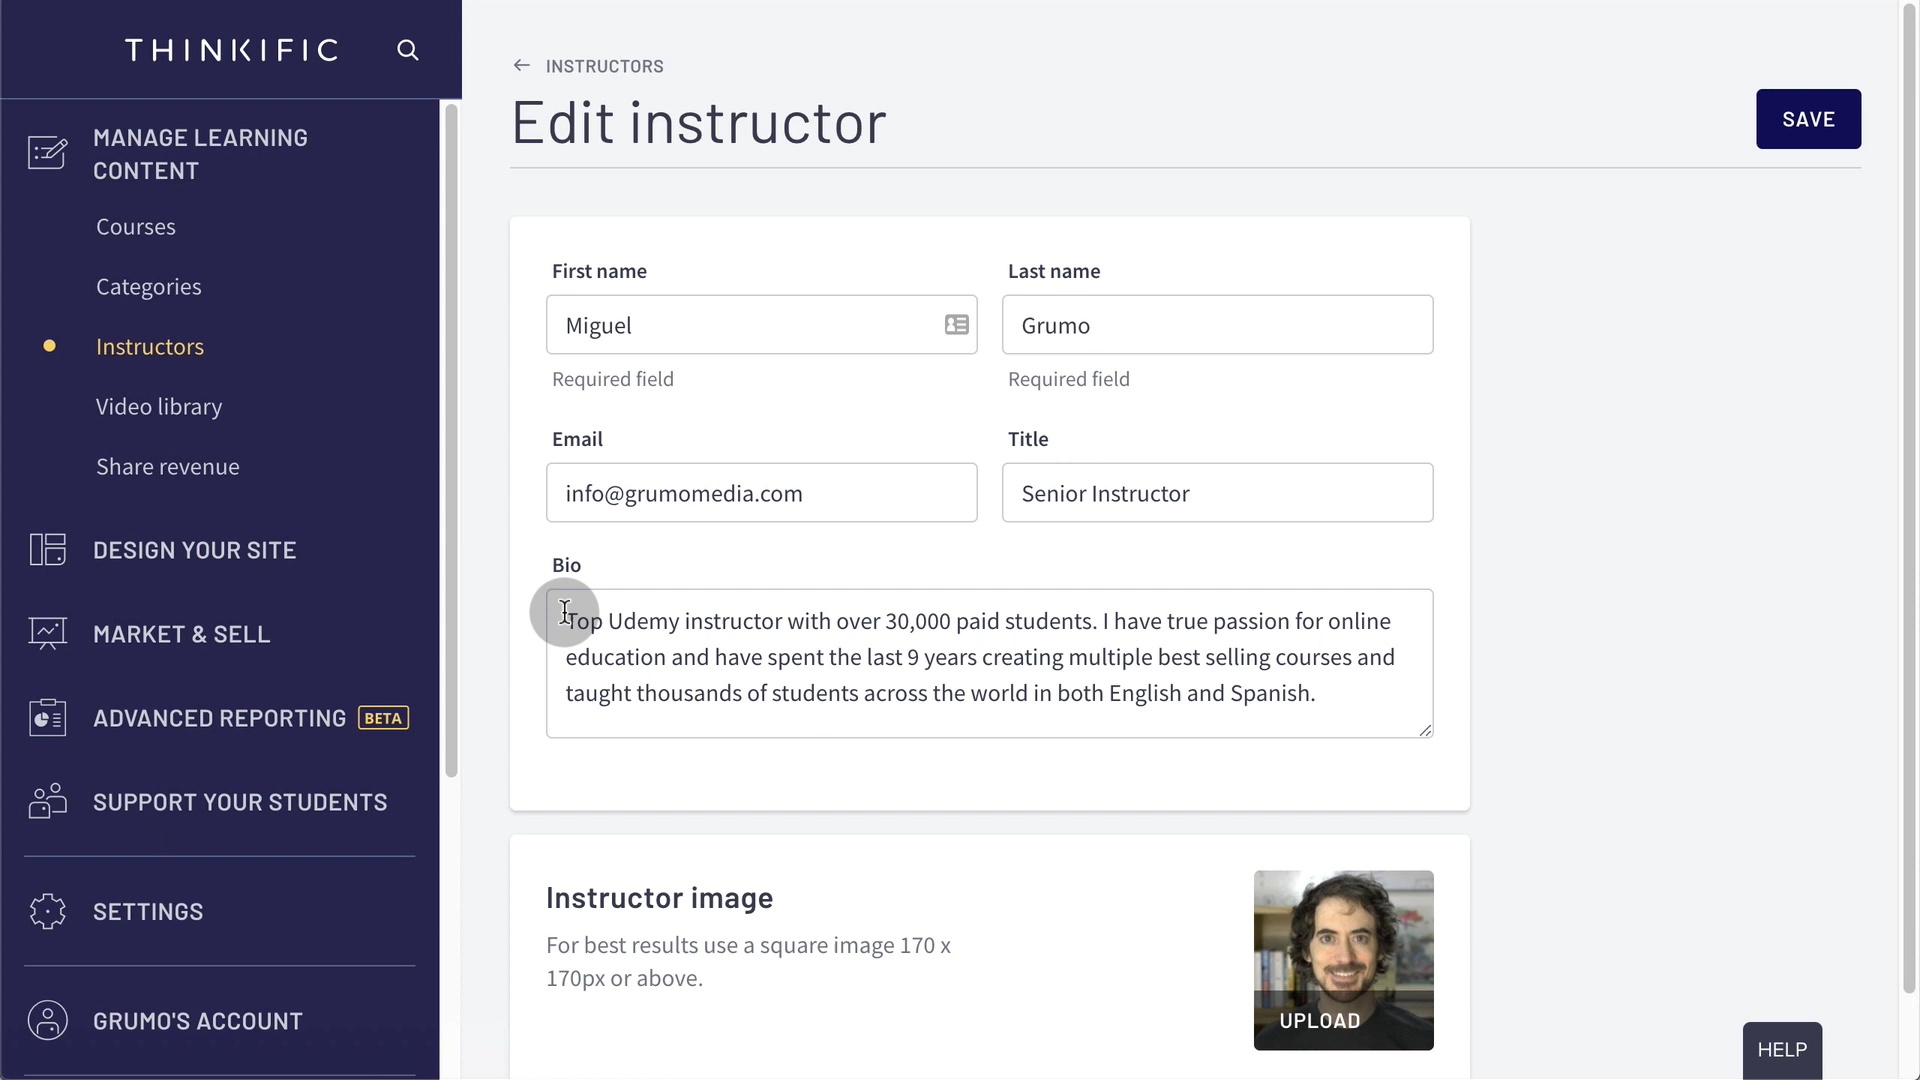 THINKIFIC
MANAGE LEARNING
CONTENT
Courses
Categories
Instructors
Video library
Share revenue
DESIGN YOUR SITE
MARKET & SELL
ADVANCED REPORTING BETA
SUPPORT YOUR STUDENTS
SETTINGS
GRUMO'S ACCOUNT
← INSTRUCTORS
Edit instructor
SAVE
First name
Last name
Miguel
Grumo
Required field
Required field
Email
Title
info@grumomedia.com
Senior Instructor
Bio
Top Udemy instructor with over 30,000 paid students. I have true passion for online
education and have spent the last 9 years creating multiple best selling courses and
taught thousands of students across the world in both English and Spanish.
Instructor image
For best results use a square image 170 x
170px or above.
UPLOAD
HELP